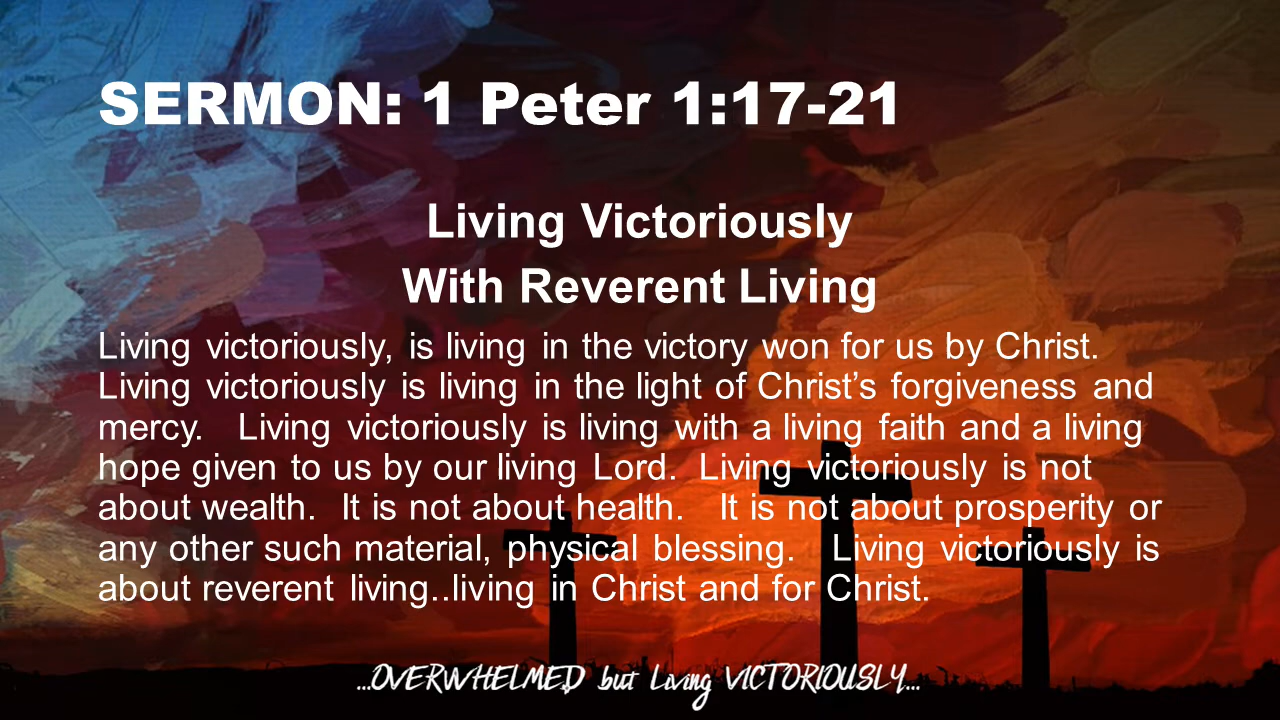 SERMON: 1 Peter 1:17-21
Living Victoriously
With Reverent Living
Living victoriously, is living in the victory won for us by Christ.
Living victoriously is living in the light of Christ’s forgiveness and
mercy.   Living victoriously is living with a living faith and a living
hope given to us by our living Lord.  Living victoriously is not
about wealth.  It is not about health.   It is not about prosperity or
any other such material, physical blessing.   Living victoriously is
about reverent living..living in Christ and for Christ.
...OVERWHELMED but Living VICTORIOUSLY...